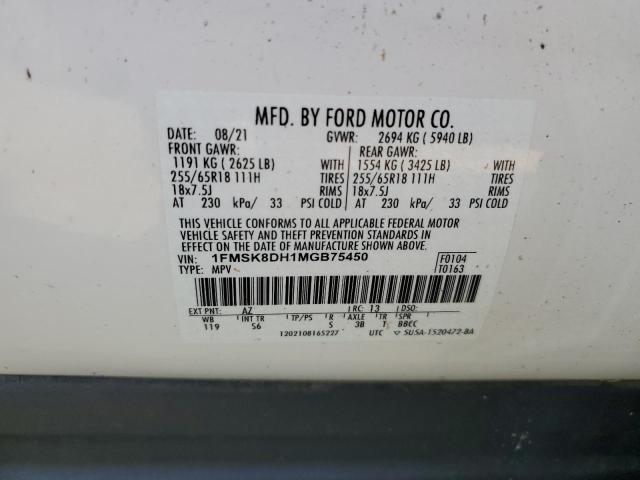 MFD. BY FORD MOTOR CO.
DATE: 08/21 GVWR: 2694 KG ( 5940 LB)
FRONT GAWR: REAR GAWR:
1191 KG ( 2625 LB) WITH 1554 KG ( 3425 LB) WITH
255/65R18 111H TIRES 255/65R18 111H TIRES
18x7.5J RIMS 18x7.5J RIMS
AT 230 kPa/ 33 PSI COLD AT 230 kPa/ 33 PSI COLD
THIS VEHICLE CONFORMS TO ALL APPLICABLE FEDERAL MOTOR
VEHICLE SAFETY AND BUMPER AND THEFT PREVENTION STANDARDS IN
EFFECT ON THE DATE OF MANUFACTURE SHOWN ABOVE.
VIN: 1FMSK8DH1MGB75450 F0104
TYPE: MPV T0163
EXT PNT: AZ RC: 13 DSO:
WB INT TR TP/PS R AXLE TR SPR
119 S6 S 3B T BBCC
1202108165227 UTC SU5A-1520472-BA